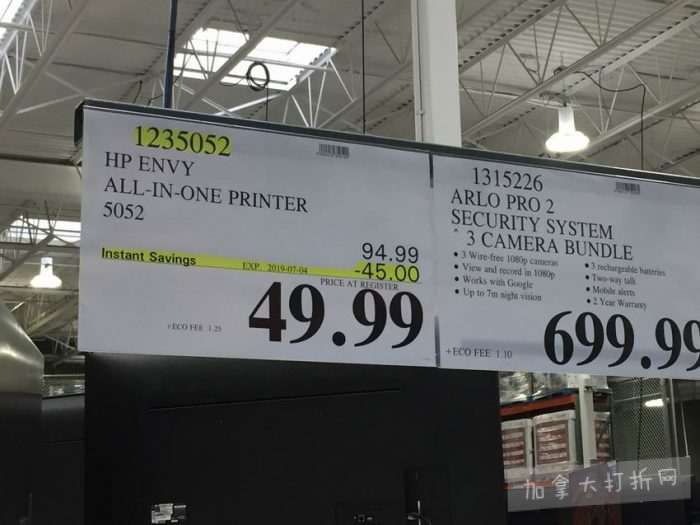 1235052
HP ENVY
ALL-IN-ONE PRINTER
5052
94.99
Instant Savings EXP. 2019-07-04 -45.00
PRICE AT REGISTER
+ECO FEE 1.25 49.99
1315226
ARLO PRO 2
SECURITY SYSTEM
3 CAMERA BUNDLE
• 3 Wire-free 1080p cameras
• View and record in 1080p
• Works with Google
• Up to 7m night vision
• 3 rechargeable batteries
• Two-way talk
• Mobile alerts
• 2 Year Warranty
+ECO FEE 1.10 699.99
加拿大打折网